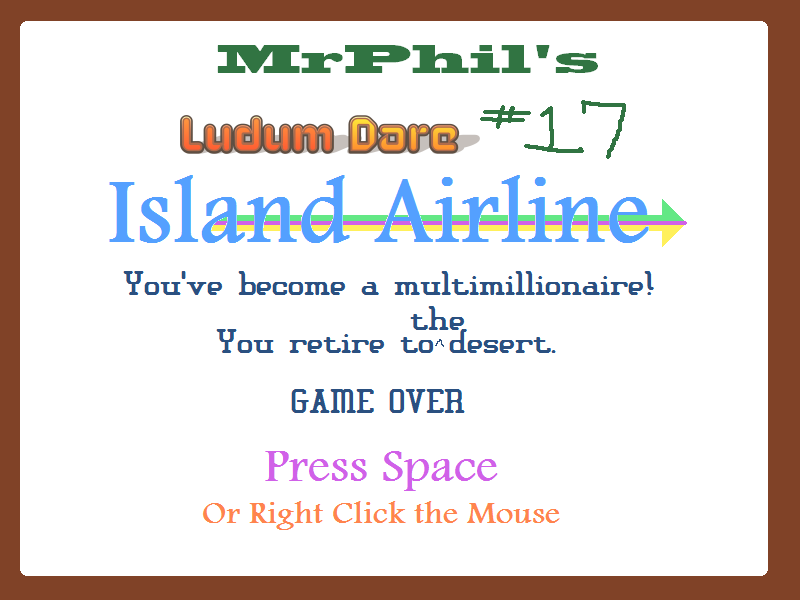 MrPhil's
Ludum Dare #17
Island Airline
You've become a multimillionaire!
the
You retire to^desert.
GAME OVER
Press Space
Or Right Click the Mouse